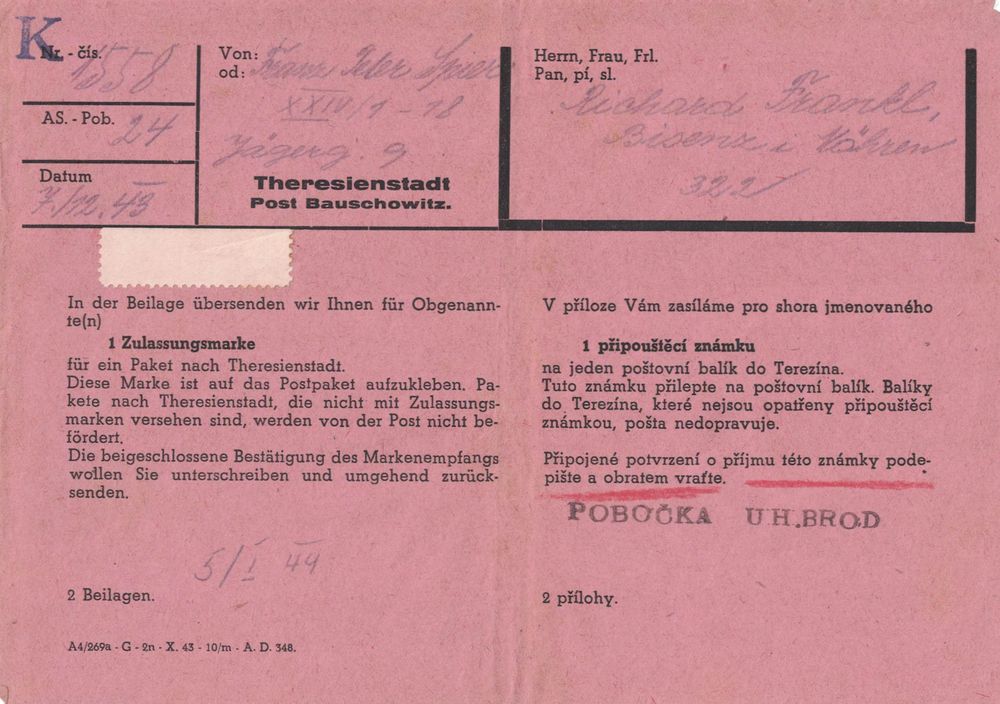 K
Nr. - čís.
1558
AS. - Pob.
24
Datum
7./12. 43
Von:
od: Franz Peter
XXIV/1 - 18
Jägerg. 9
Theresienstadt
Post Bauschowitz.
Herrn, Frau, Frl.
Pan, pí, sl.
Richard Frankl,
Bisenz i Mähren
322
In der Beilage übersenden wir Ihnen für Obgenann-
te(n)
1 Zulassungsmarke
für ein Paket nach Theresienstadt.
Diese Marke ist auf das Postpaket aufzukleben. Pa-
kete nach Theresienstadt, die nicht mit Zulassungs-
marken versehen sind, werden von der Post nicht be-
fördert.
Die beigeschlossene Bestätigung des Markenempfangs
wollen Sie unterschreiben und umgehend zurück-
senden.
5/I 44
2 Beilagen.
A4/269a - G - 2n - X. 43 - 10/m - A. D. 348.
V příloze Vám zasíláme pro shora jmenovaného
1 připouštěcí známku
na jeden poštovní balík do Terezína.
Tuto známku přilepte na poštovní balík. Balíky
do Terezína, které nejsou opatřeny připouštěcí
známkou, pošta nedopravuje.
Připojené potvrzení o příjmu této známky pode-
pište a obratem vraťte.
POBOČKA UH.BROD
2 přílohy.